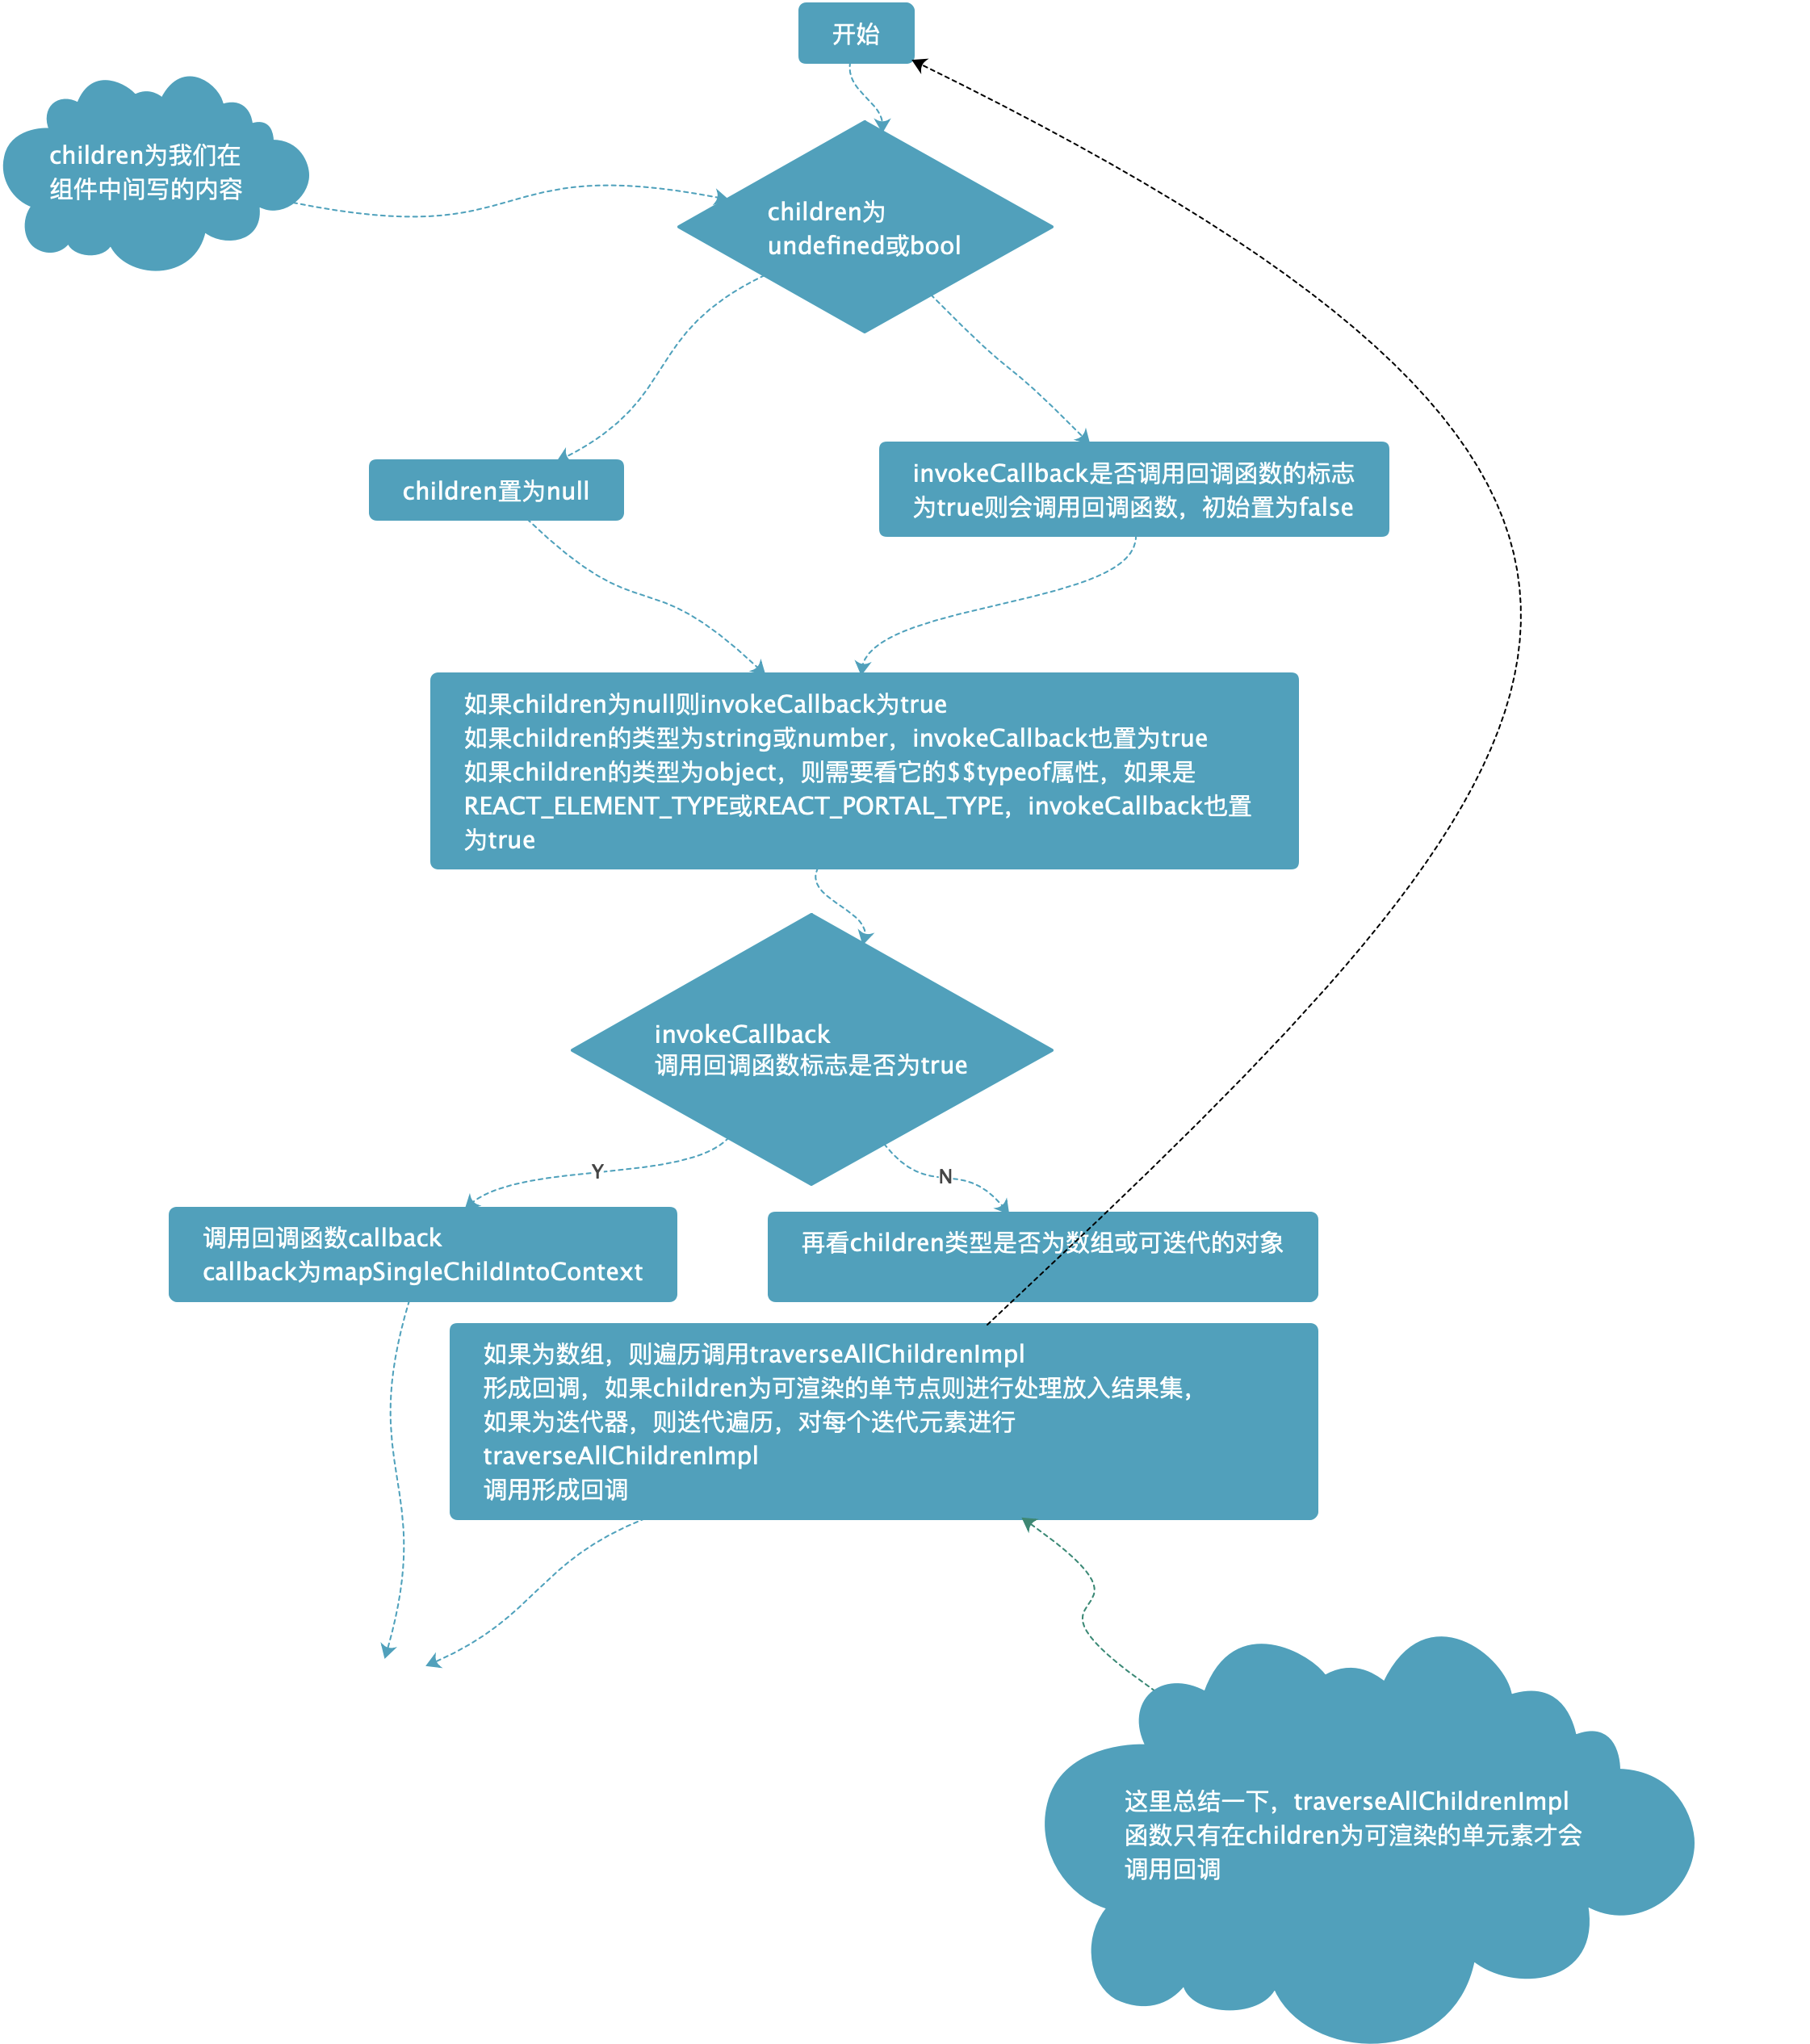 开始
children为我们在
组件中间写的内容
children为
undefined或bool
children置为null
invokeCallback是否调用回调函数的标志
为true则会调用回调函数，初始置为false
如果children为null则invokeCallback为true
如果children的类型为string或number，invokeCallback也置为true
如果children的类型为object，则需要看它的$$typeof属性，如果是
REACT_ELEMENT_TYPE或REACT_PORTAL_TYPE，invokeCallback也置
为true
invokeCallback
调用回调函数标志是否为true
Y
N
调用回调函数callback
callback为mapSingleChildIntoContext
再看children类型是否为数组或可迭代的对象
如果为数组，则遍历调用traverseAllChildrenImpl
形成回调，如果children为可渲染的单节点则进行处理放入结果集，
如果为迭代器，则迭代遍历，对每个迭代元素进行
traverseAllChildrenImpl
调用形成回调
这里总结一下，traverseAllChildrenImpl
函数只有在children为可渲染的单元素才会
调用回调